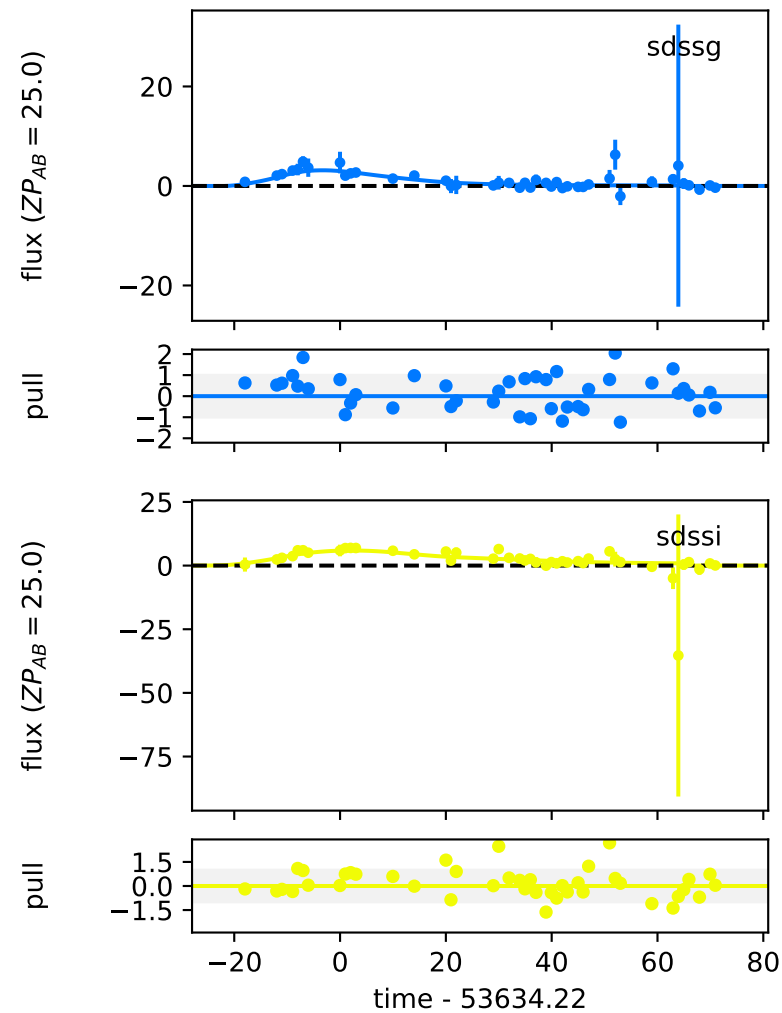 sdssg
flux (ZP_AB = 25.0)
20
0
−20
pull
2
1
0
−1
−2
sdssi
flux (ZP_AB = 25.0)
25
0
−25
−50
−75
pull
1.5
0.0
−1.5
−20 0 20 40 60 80
time - 53634.22